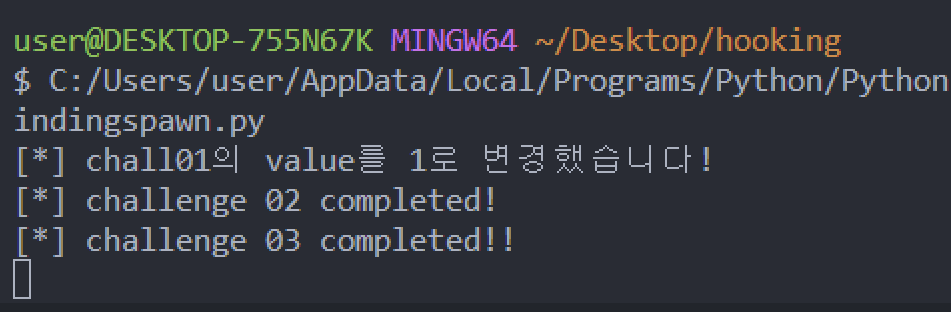 user@DESKTOP-755N67K MINGW64 ~/Desktop/hooking
$ C:/Users/user/AppData/Local/Programs/Python/Python
indingspawn.py
[*] chall01의 value를 1로 변경했습니다!
[*] challenge 02 completed!
[*] challenge 03 completed!!